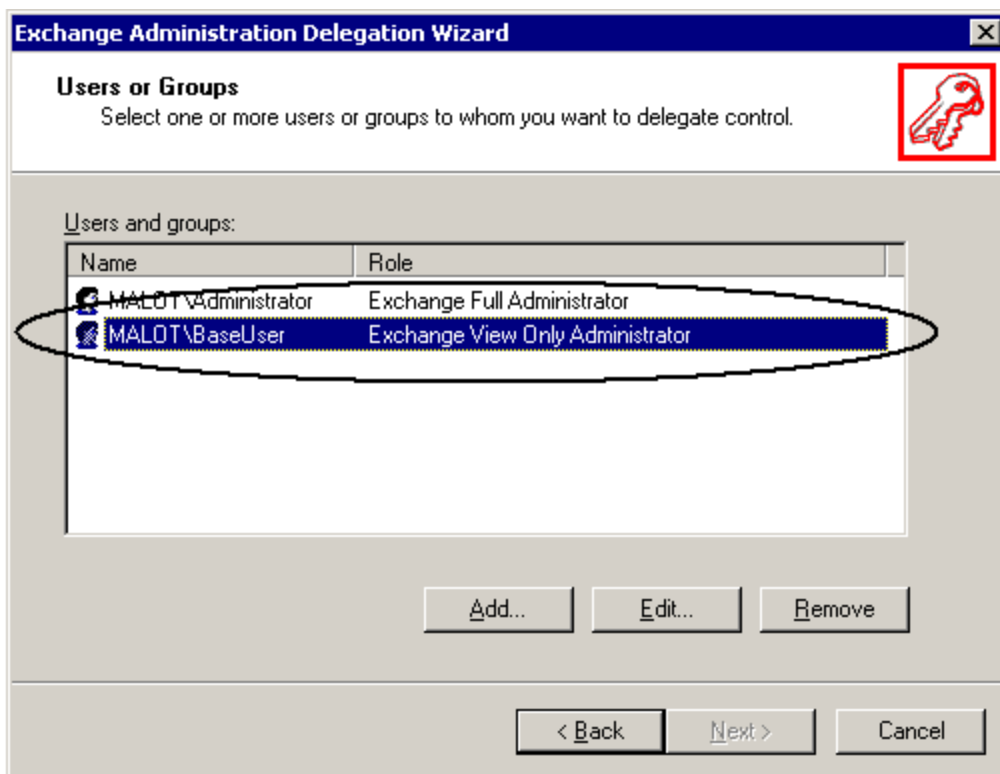 Exchange Administration Delegation Wizard
Users or Groups
Select one or more users or groups to whom you want to delegate control.
Users and groups:
Name Role
MALOT\Administrator Exchange Full Administrator
MALOT\BaseUser Exchange View Only Administrator
Add... Edit... Remove
< Back Next > Cancel